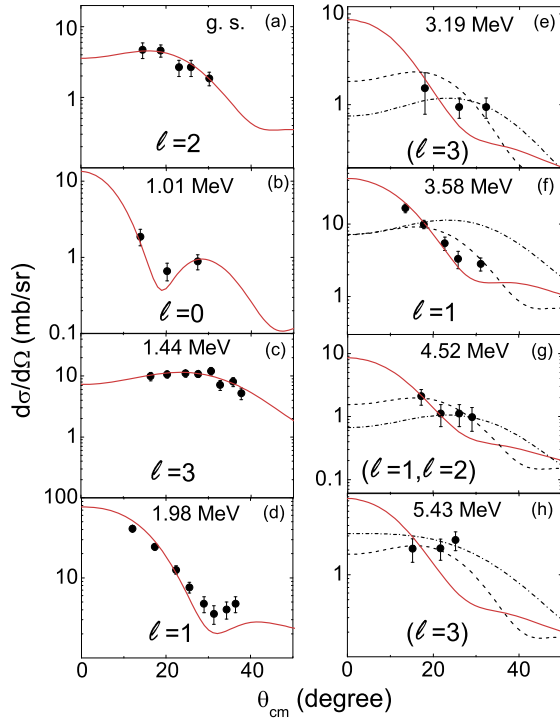 dσ/dΩ (mb/sr)
g. s. (a)
10
1
ℓ=2
1.01 MeV (b)
10
1
0.1
ℓ=0
1.44 MeV (c)
10
1
ℓ=3
1.98 MeV (d)
100
10
ℓ=1
0 20 40
3.19 MeV (e)
1
(ℓ=3)
3.58 MeV (f)
10
1
ℓ=1
4.52 MeV (g)
1
0.1
(ℓ=1,ℓ=2)
5.43 MeV (h)
1
(ℓ=3)
0 20 40 60
θcm (degree)